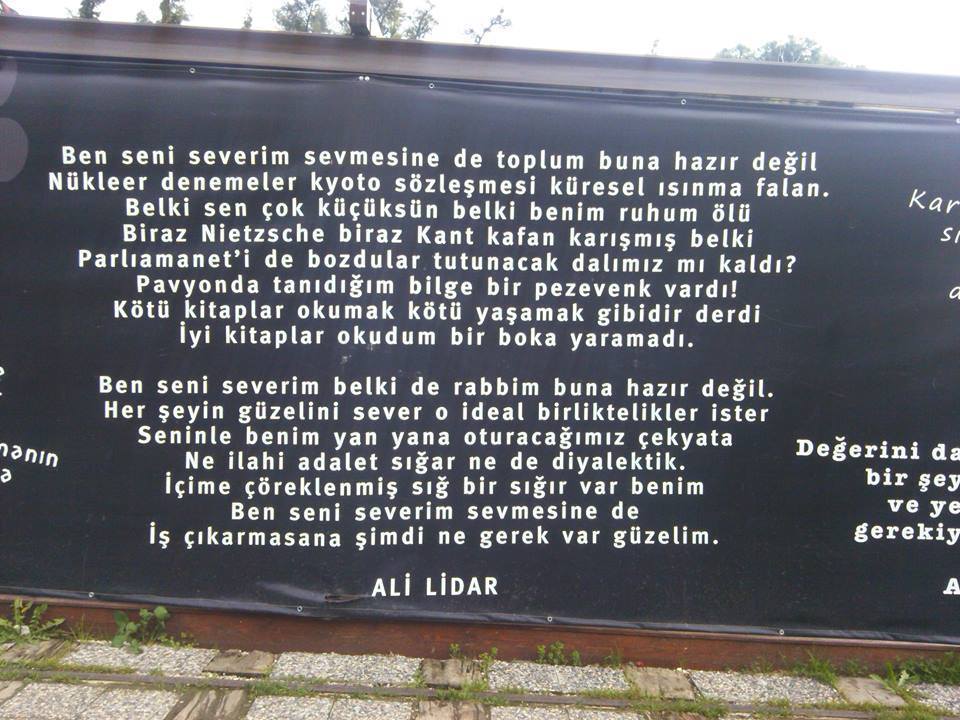 Ben seni severim sevmesine de toplum buna hazır değil
Nükleer denemeler kyoto sözleşmesi küresel ısınma falan.
Belki sen çok küçüksün belki benim ruhum ölü
Biraz Nietzsche biraz Kant kafan karışmış belki
Parlıamanet'i de bozdular tutunacak dalımız mı kaldı?
Pavyonda tanıdığım bilge bir pezevenk vardı!
Kötü kitaplar okumak kötü yaşamak gibidir derdi
İyi kitaplar okudum bir boka yaramadı.
Ben seni severim belki de rabbim buna hazır değil.
Her şeyin güzelini sever o ideal birliktelikler ister
Seninle benim yan yana oturacağımız çekyata
Ne ilahi adalet sığar ne de diyalektik.
İçime çöreklenmiş sığ bir sığır var benim
Ben seni severim sevmesine de
İş çıkarmasana şimdi ne gerek var güzelim.
ALİ LİDAR
Kar
sı
Değerini da
bir şey
ve ye
gerekiy
A